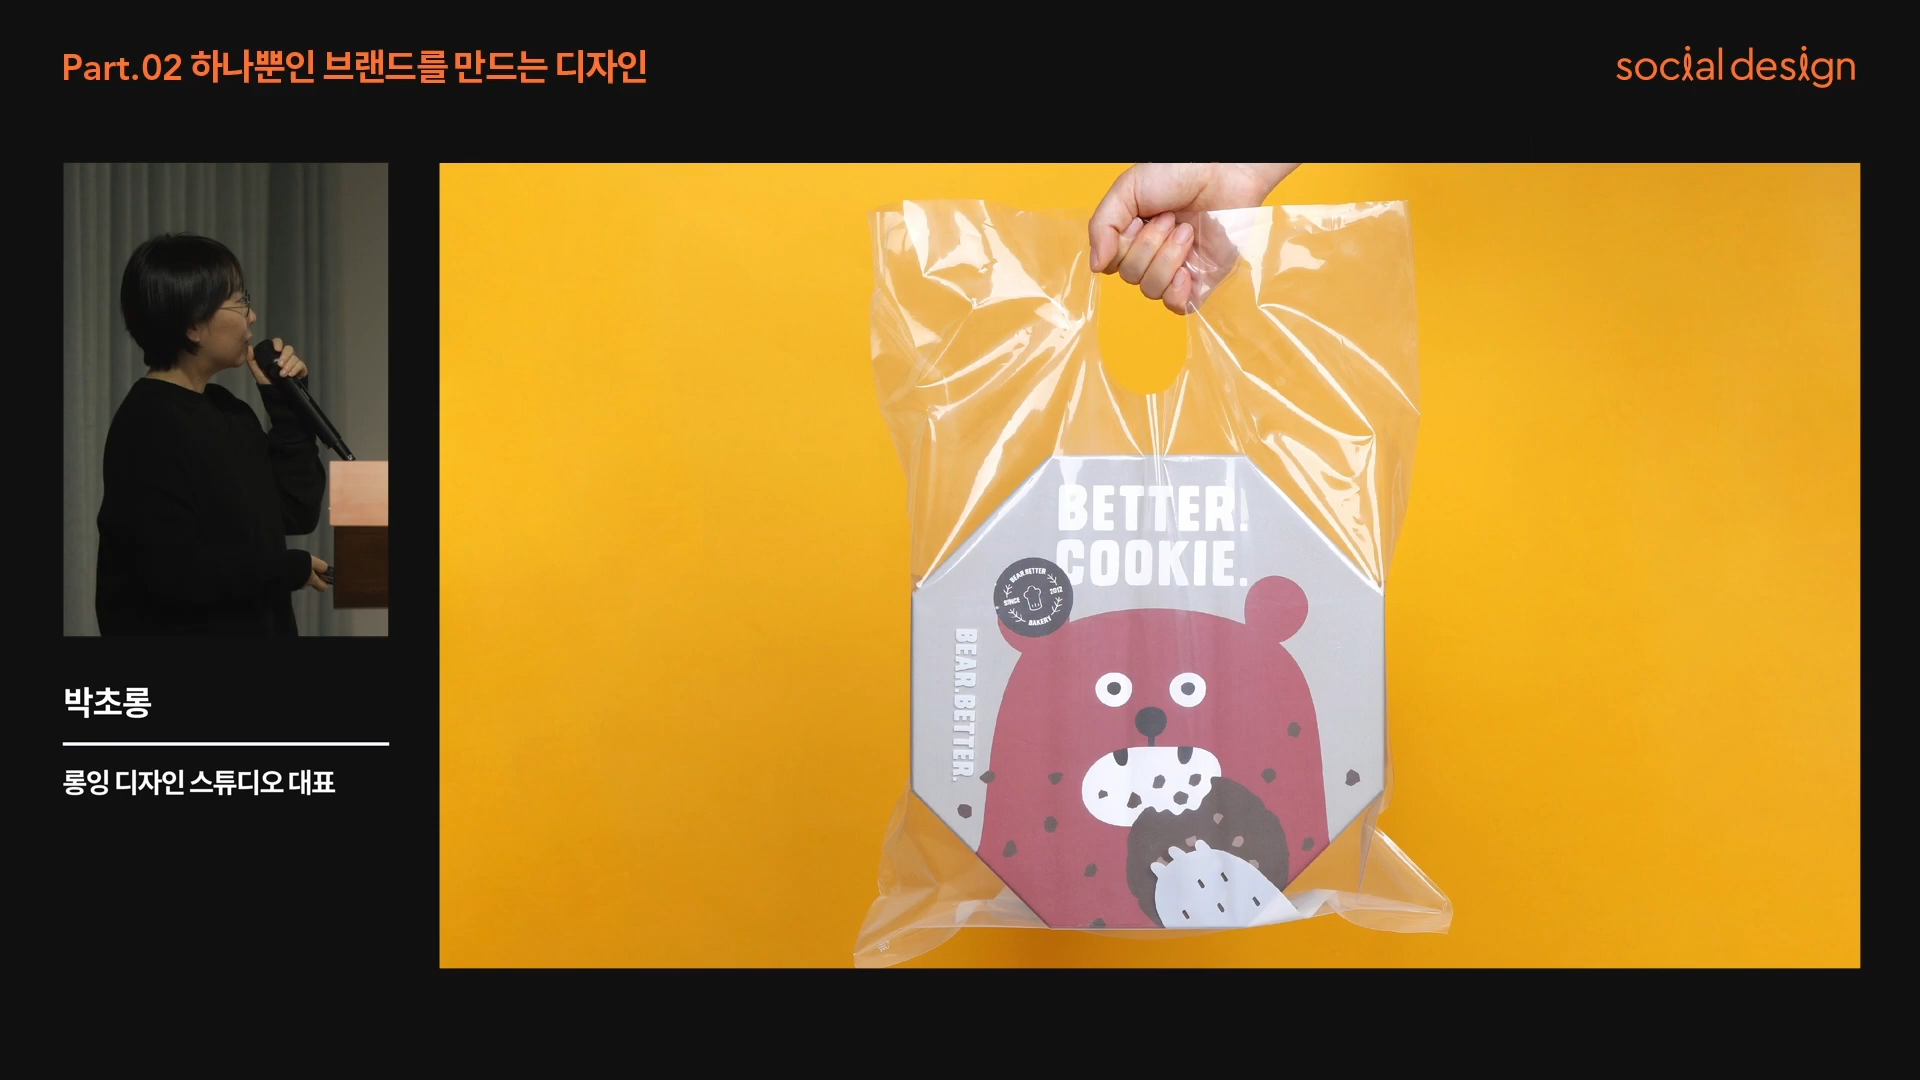 Part.02 하나뿐인 브랜드를 만드는 디자인
social design
박초롱
롱잉 디자인 스튜디오 대표
BETTER.
COOKIE.
BEAR.BETTER
SINCE 2012
BAKERY
BEAR.BETTER.